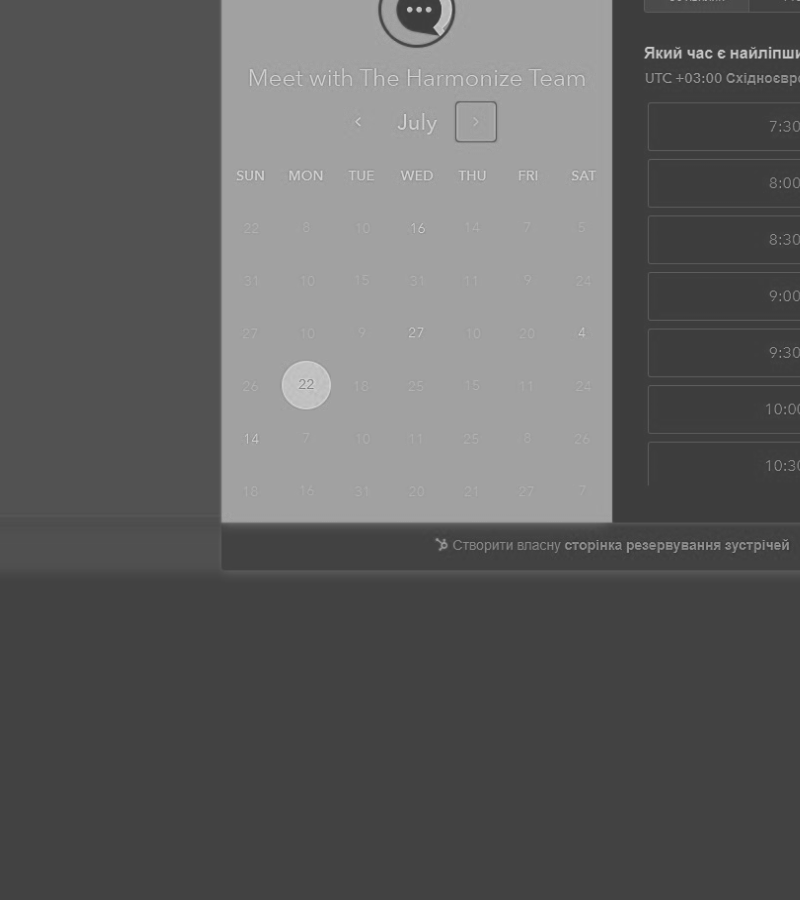 Meet with The Harmonize Team
July
SUN MON TUE WED THU FRI SAT
22 8 10 16 14 7 5
31 10 15 31 11 9 24
27 10 9 27 10 20 4
26 22 18 25 15 11 24
14 7 10 11 25 8 26
18 16 31 20 21 27 7
Який час є найліпши
UTC +03:00 Східноєвро
7:30
8:00
8:30
9:00
9:30
10:00
10:30
Створити власну сторінка резервування зустрічей